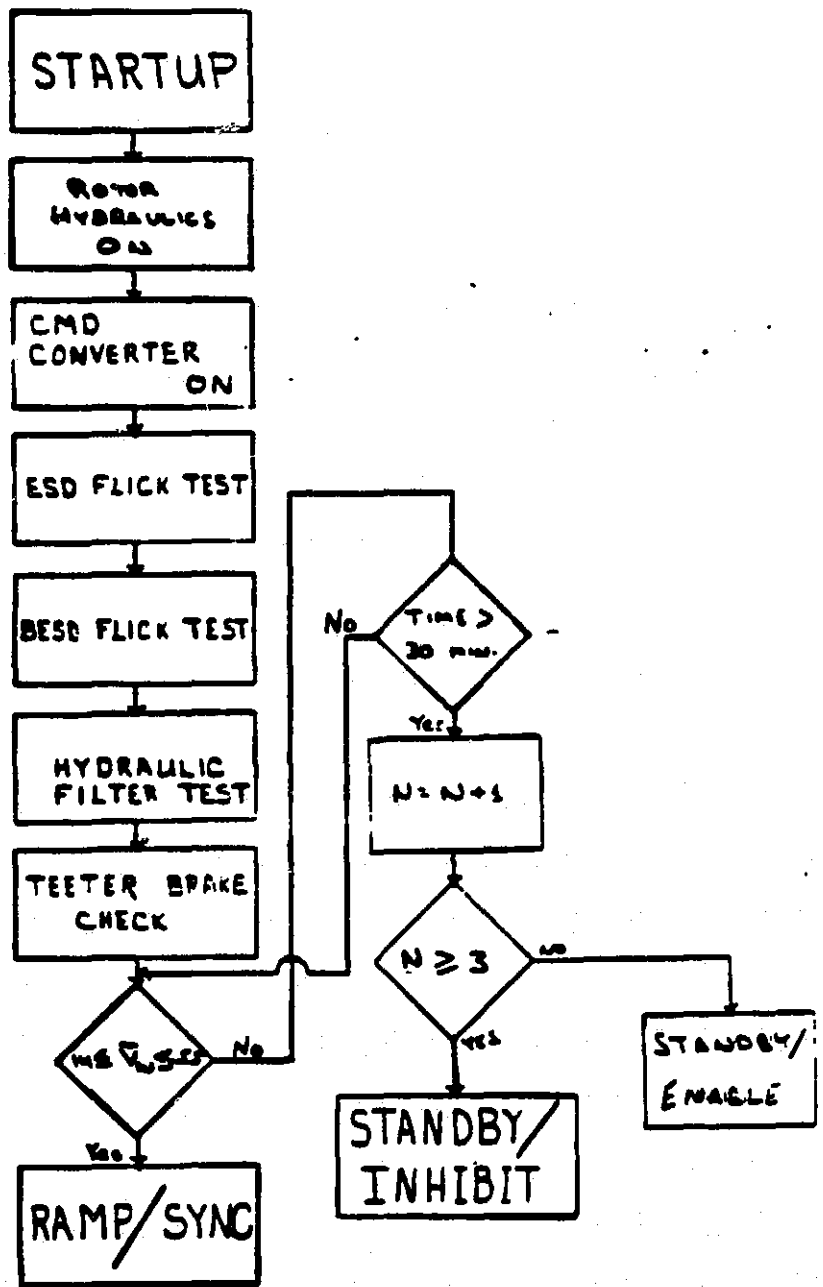 STARTUP
ROTOR
HYDRAULICS
ON
CMD
CONVERTER
ON
ESD FLICK TEST
BESD FLICK TEST
HYDRAULIC
FILTER TEST
TEETER BRAKE
CHECK
No
Yes
RAMP/SYNC
TIME >
30 min.
No
Yes
N = N + 1
N ≥ 3
NO
YES
STANDBY/
INHIBIT
STANDBY/
ENABLE